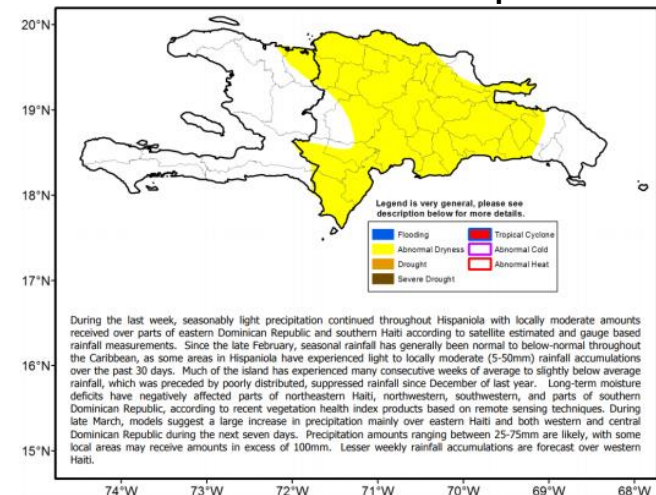 20°N
19°N
18°N
17°N
16°N
15°N
Legend is very general, please see
description below for more details.
Flooding
Tropical Cyclone
Abnormal Dryness
Abnormal Cold
Drought
Abnormal Heat
Severe Drought
During the last week, seasonably light precipitation continued throughout Hispaniola with locally moderate amounts
received over parts of eastern Dominican Republic and southern Haiti according to satellite estimated and gauge based
rainfall measurements. Since the late February, seasonal rainfall has generally been normal to below-normal throughout
the Caribbean, as some areas in Hispaniola have experienced light to locally moderate (5-50mm) rainfall accumulations
over the past 30 days. Much of the island has experienced many consecutive weeks of average to slightly below average
rainfall, which was preceded by poorly distributed, suppressed rainfall since December of last year. Long-term moisture
deficits have negatively affected parts of northeastern Haiti, northwestern, southwestern, and parts of southern
Dominican Republic, according to recent vegetation health index products based on remote sensing techniques. During
late March, models suggest a large increase in precipitation mainly over eastern Haiti and both western and central
Dominican Republic during the next seven days. Precipitation amounts ranging between 25-75mm are likely, with some
local areas may receive amounts in excess of 100mm. Lesser weekly rainfall accumulations are forecast over western
Haiti.
74°W 73°W 72°W 71°W 70°W 69°W 68°W